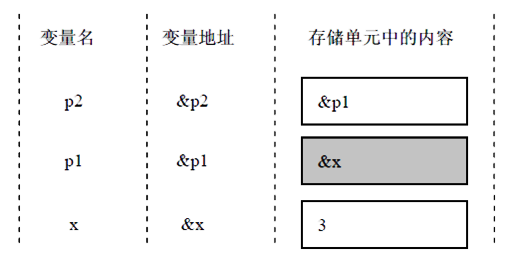 变量名 变量地址 存储单元中的内容
p2 &p2 &p1
p1 &p1 &x
x &x 3